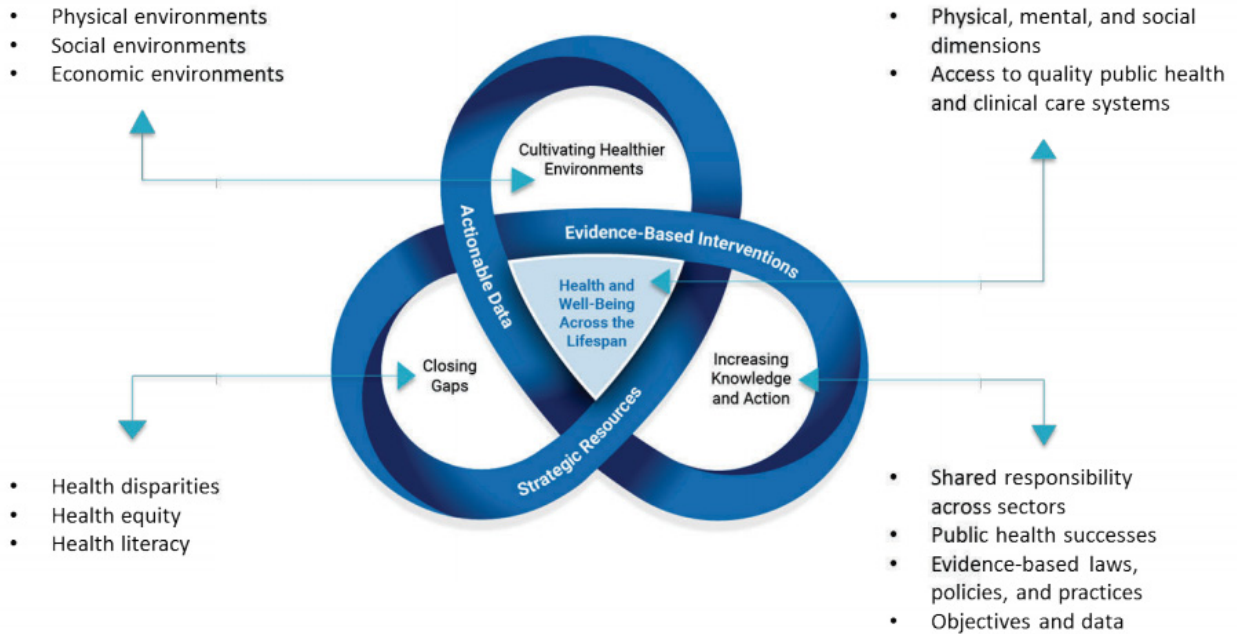 • Physical environments
• Social environments
• Economic environments
• Physical, mental, and social
dimensions
• Access to quality public health
and clinical care systems
Cultivating Healthier
Environments
Actionable Data
Evidence-Based Interventions
Health and
Well-Being
Across the
Lifespan
Closing
Gaps
Increasing
Knowledge
and Action
Strategic Resources
• Health disparities
• Health equity
• Health literacy
• Shared responsibility
across sectors
• Public health successes
• Evidence-based laws,
policies, and practices
• Objectives and data